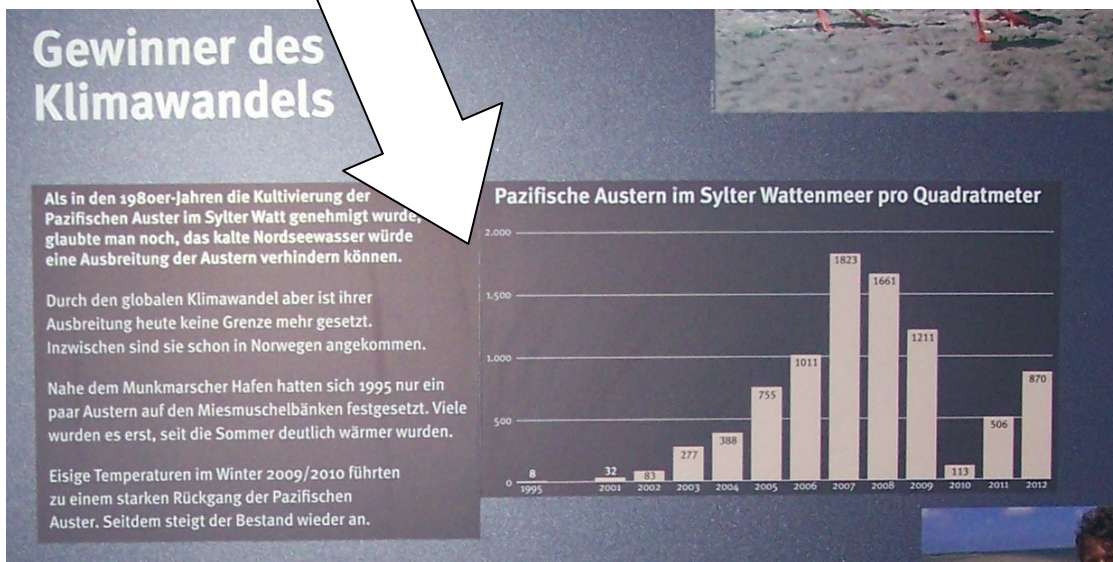 Gewinner des
Klimawandels
Als in den 1980er-Jahren die Kultivierung der
Pazifischen Auster im Sylter Watt genehmigt wurde,
glaubte man noch, das kalte Nordseewasser würde
eine Ausbreitung der Austern verhindern können.
Durch den globalen Klimawandel aber ist ihrer
Ausbreitung heute keine Grenze mehr gesetzt.
Inzwischen sind sie schon in Norwegen angekommen.
Nahe dem Munkmarscher Hafen hatten sich 1995 nur ein
paar Austern auf den Miesmuschelbänken festgesetzt. Viele
wurden es erst, seit die Sommer deutlich wärmer wurden.
Eisige Temperaturen im Winter 2009/2010 führten
zu einem starken Rückgang der Pazifischen
Auster. Seitdem steigt der Bestand wieder an.
Pazifische Austern im Sylter Wattenmeer pro Quadratmeter
2.000
1.500
1.000
500
0
8 32 83 277 388 755 1011 1823 1661 1211 113 506 870
1995 2001 2002 2003 2004 2005 2006 2007 2008 2009 2010 2011 2012